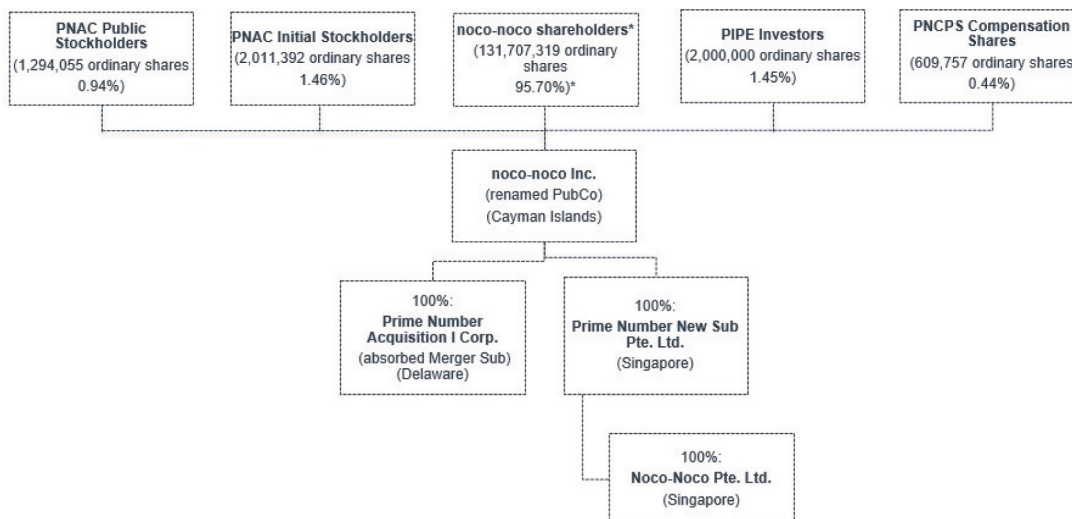 PNAC Public
Stockholders
(1,294,055 ordinary shares
0.94%)
PNAC Initial Stockholders
(2,011,392 ordinary shares
1.46%)
noco-noco shareholders*
(131,707,319 ordinary
shares
95.70%)*
PIPE Investors
(2,000,000 ordinary shares
1.45%)
PNCPS Compensation
Shares
(609,757 ordinary shares
0.44%)
noco-noco Inc.
(renamed PubCo)
(Cayman Islands)
100%:
Prime Number
Acquisition I Corp.
(absorbed Merger Sub)
(Delaware)
100%:
Prime Number New Sub
Pte. Ltd.
(Singapore)
100%:
Noco-Noco Pte. Ltd.
(Singapore)